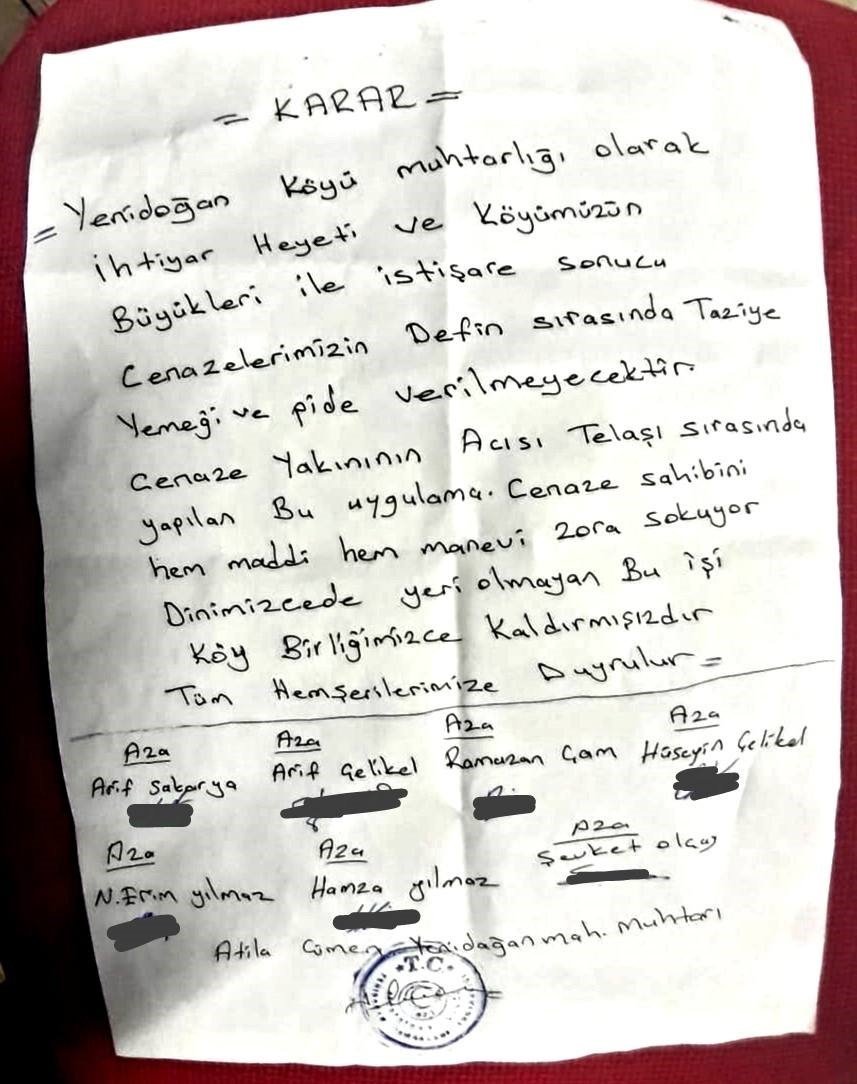 = KARAR =
= Yenidoğan Köyü muhtarlığı olarak
ihtiyar Heyeti ve Köyümüzün
Büyükleri ile istişare sonucu
Cenazelerimizin Defin sırasında Taziye
Yemeği ve pide verilmeyecektir
Cenaze Yakınının Acısı Telaşı sırasında
yapılan Bu uygulama. Cenaze sahibini
hem maddi hem manevi zora sokuyor
Dinimizcede yeri olmayan Bu işi
Köy Birliğimizce Kaldırmışızdır
Tüm Hemşerilerimize Duyrulur =
Aza Aza Aza Aza
Arif Sakarya Arif Çelikel Ramazan Çam Hüseyin Çelikel
Aza Aza Aza
N. Erim yılmaz Hamza yılmaz Şevket olcay
Atila Cümen Yenidağan mah. Muhtarı
T.C.